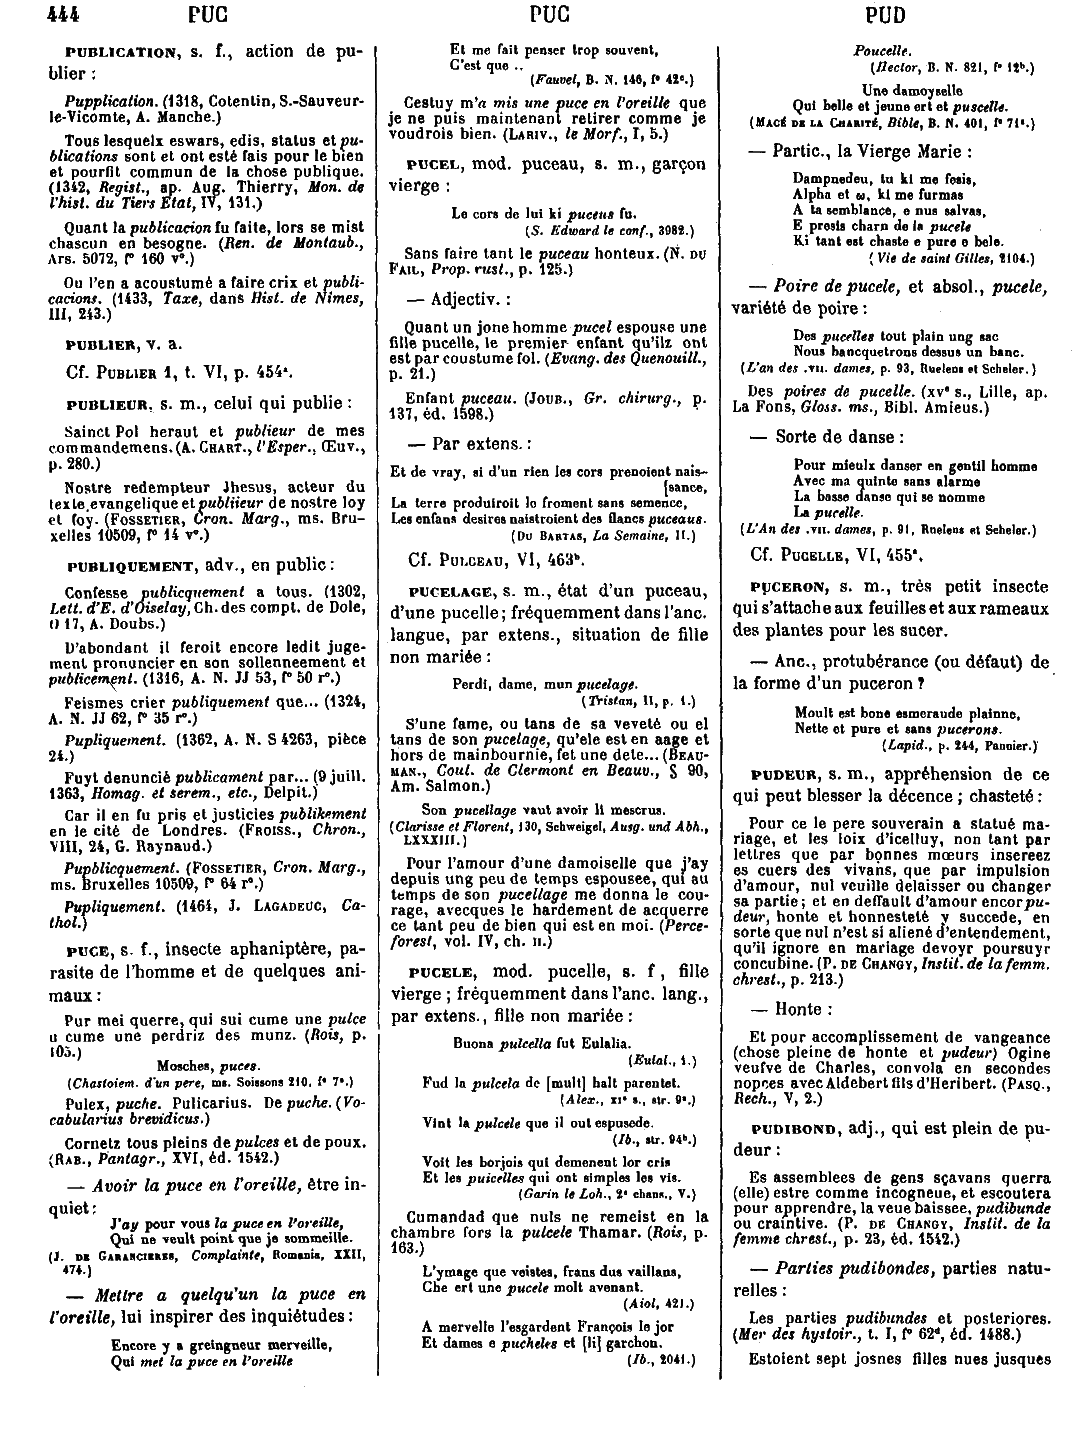 444 PUC PUC PUD
PUBLICATION, s. f., action de pu-
blier :
Pupplication. (1318, Cotentin, S.-Sauveur-
le-Vicomte, A. Manche.)
Tous lesqueix eswars, edis, status et pu-
blications sont et ont esté fais pour le bien
et pourfit commun de la chose publique.
(1342, Regist., ap. Aug. Thierry, Mon. de
l'hist. du Tiers Etat, IV, 131.)
Quant la publicacion fu faite, lors se mist
chascun en besogne. (Ren. de Montaub.,
Ars. 5072, f° 160 v°.)
Ou l'en a acoustumé a faire crix et publi-
cacions. (1433, Taxe, dans Hist. de Nimes,
III, 243.)
PUBLIER, v. a.
Cf. PUBLIER 1, t. VI, p. 454ª.
PUBLIEUR, s. m., celui qui publie :
Sainct Pol heraut et publieur de mes
commandemens. (A. CHART., l'Esper., Œuv.,
p. 280.)
Nostre redempteur Jhesus, acteur du
texte evangelique et publiieur de nostre loy
et foy. (FOSSETIER, Cron. Marg., ms. Bru-
xelles 10509, f° 14 v°.)
PUBLIQUEMENT, adv., en public :
Confesse publicquement a tous. (1302,
Lett. d'E. d'Oiselay, Ch. des compt. de Dole,
0 17, A. Doubs.)
D'abondant il feroit encore ledit juge-
ment pronuncier en son sollenneement et
publicement. (1316, A. N. JJ 53, f° 50 r°.)
Feismes crier publiquement que... (1324,
A. N. JJ 62, f° 35 r°.)
Pupliquement. (1362, A. N. S 4263, pièce
24.)
Fuyt denuncié publicament par... (9 juill.
1363, Homag. et serem., etc., Delpit.)
Car il en fu pris et justicies publikement
en le cité de Londres. (FROISS., Chron.,
VIII, 24, G. Raynaud.)
Pupblicquement. (FOSSETIER, Cron. Marg.,
ms. Bruxelles 10509, f° 64 r°.)
Pupliquement. (1464, J. LAGADEUC, Ca-
thol.)
PUCE, s. f., insecte aphaniptère, pa-
rasite de l'homme et de quelques ani-
maux :
Pur mei querre, qui sui cume une pulce
u cume une perdriz des munz. (Rois, p.
105.)
Mosches, puces.
(Chastoiem. d'un pere, ms. Soissons 210, f° 7ª.)
Pulex, puche. Pulicarius. De puche. (Vo-
cabularius brevidicus.)
Cornetz tous pleins de pulces et de poux.
(RAB., Pantagr., XVI, éd. 1542.)
— Avoir la puce en l'oreille, être in-
quiet :
J'ay pour vous la puce en l'oreille,
Qui ne veult point que je sommeille.
(J. DE GARANCIERES, Complainte, Romania, XXII,
474.)
— Mettre a quelqu'un la puce en
l'oreille, lui inspirer des inquiétudes :
Encore y a greingneur merveille,
Qui met la puce en l'oreille
Et me fait penser trop souvent,
C'est que ..
(Fauvel, B. N. 146, f° 42ᶜ.)
Cestuy m'a mis une puce en l'oreille que
je ne puis maintenant retirer comme je
voudrois bien. (LARIV., le Morf., I, 5.)
PUCEL, mod. puceau, s. m., garçon
vierge :
Le cors de lui ki puceus fu.
(S. Edward le conf., 3982.)
Sans faire tant le puceau honteux. (N. DU
FAIL, Prop. rust., p. 125.)
— Adjectiv. :
Quant un jone homme pucel espouse une
fille pucelle, le premier enfant qu'ilz ont
est par coustume fol. (Evang. des Quenouill.,
p. 21.)
Enfant puceau. (JOUB., Gr. chirurg., p.
137, éd. 1598.)
— Par extens. :
Et de vray, si d'un rien les cors prenoient nais-
[sance,
La terre produiroit le froment sans semence,
Les enfans desires naistroient des flancs puceaus.
(DU BARTAS, La Semaine, II.)
Cf. PULCEAU, VI, 463ᵇ.
PUCELAGE, s. m., état d'un puceau,
d'une pucelle ; fréquemment dans l'anc.
langue, par extens., situation de fille
non mariée :
Perdi, dame, mun pucelage.
(Tristan, II, p. 1.)
S'une fame, ou tans de sa veveté ou el
tans de son pucelage, qu'ele est en aage et
hors de mainbournie, fet une dete... (BEAU-
MAN., Cout. de Clermont en Beauv., § 90,
Am. Salmon.)
Son pucellage vaut avoir li mescrus.
(Clarisse et Florent, 130, Schweigel, Ausg. und Abh.,
LXXXIII.)
Pour l'amour d'une damoiselle que j'ay
depuis ung peu de temps espousee, qui au
temps de son pucellage me donna le cou-
rage, avecques le hardement de acquerre
ce tant peu de bien qui est en moi. (Perce-
forest, vol. IV, ch. II.)
PUCELE, mod. pucelle, s. f , fille
vierge ; fréquemment dans l'anc. lang.,
par extens., fille non mariée :
Buona pulcella fut Eulalia.
(Eulal., 1.)
Fud la pulcela de [mult] halt parentet.
(Alex., XIᵉ s., str. 9ª.)
Vint la pulcele que il out espusede.
(Ib., str. 94ᵇ.)
Voit les borjois qui demenent lor cris
Et les puicelles qui ont simples les vis.
(Garin le Loh., 2ᵉ chans., V.)
Cumandad que nuls ne remeist en la
chambre fors la pulcele Thamar. (Rois, p.
163.)
L'ymage que veistes, frans dus vaillans,
Che ert une pucele molt avenant.
(Aiol, 421.)
A merveile l'esgardent François le jor
Et dames e pucheles et [li] garchon.
(Ib., 2041.)
Poucelle.
(Hector, B. N. 821, f° 12ᵇ.)
Une damoyselle
Qui belle et jeune ert et puscelle.
(MACÉ DE LA CHARITÉ, Bible, B. N. 401, f° 71ª.)
— Partic., la Vierge Marie :
Dampnedeu, tu ki me fesis,
Alpha et ω, ki me furmas
A ta semblance, e nus salvas,
E presis charn de la pucele
Ki tant est chaste e pure e bele.
( Vie de saint Gilles, 2104.)
— Poire de pucele, et absol., pucele,
variété de poire :
Des pucelles tout plain ung sac
Nous bancquetrons dessus un banc.
(L'an des .VII. dames, p. 93, Ruelens et Scheler.)
Des poires de pucelle. (XVᵉ s., Lille, ap.
La Fons, Gloss. ms., Bibl. Amieus.)
— Sorte de danse :
Pour mieulx danser en gentil homme
Avec ma quinte sans alarme
La basse danse qui se nomme
La pucelle.
(L'An des .VII. dames, p. 91, Ruelens et Scheler.)
Cf. PUCELLE, VI, 455ª.
PUCERON, s. m., très petit insecte
qui s'attache aux feuilles et aux rameaux
des plantes pour les sucer.
— Anc., protubérance (ou défaut) de
la forme d'un puceron ?
Moult est bone esmeraude plainne,
Nette et pure et sans pucerons.
(Lapid., p. 244, Pannier.)
PUDEUR, s. m., appréhension de ce
qui peut blesser la décence ; chasteté :
Pour ce le pere souverain a statué ma-
riage, et les loix d'icelluy, non tant par
lettres que par bonnes mœurs insereez
es cuers des vivans, que par impulsion
d'amour, nul veuille delaisser ou changer
sa partie ; et en deffault d'amour encor pu-
deur, honte et honnesteté y succede, en
sorte que nul n'est si aliené d'entendement,
qu'il ignore en mariage devoyr poursuyr
concubine. (P. DE CHANGY, Instit. de la femm.
chrest., p. 213.)
— Honte :
Et pour accomplissement de vangeance
(chose pleine de honte et pudeur) Ogine
veufve de Charles, convola en secondes
nopces avec Aldebert fils d'Heribert. (PASQ.,
Rech., V, 2.)
PUDIBOND, adj., qui est plein de pu-
deur :
Es assemblees de gens sçavans querra
(elle) estre comme incogneue, et escoutera
pour apprendre, la veue baissee, pudibunde
ou craintive. (P. DE CHANGY, Instit. de la
femme chrest., p. 23, éd. 1542.)
— Parties pudibondes, parties natu-
relles :
Les parties pudibundes et posteriores.
(Mer des hystoir., t. I, f° 62ᵈ, éd. 1488.)
Estoient sept josnes filles nues jusques